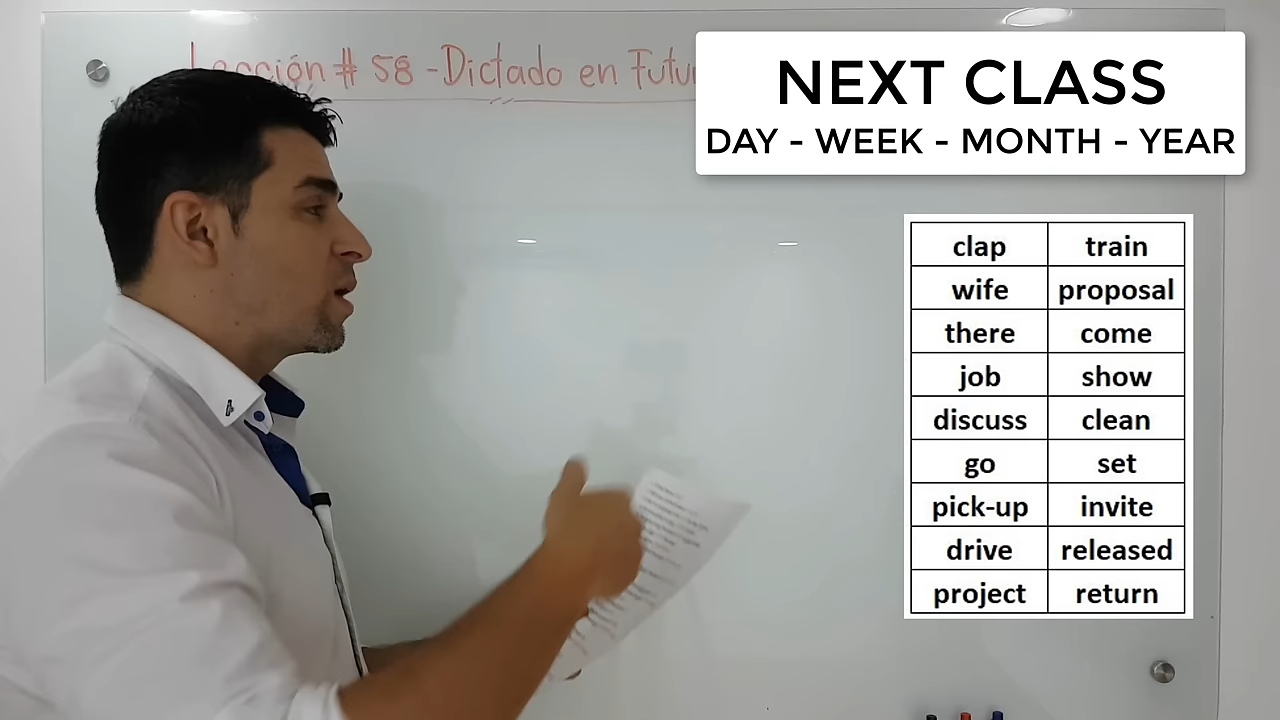 Lección # 58 - Dictado en Futur
NEXT CLASS
DAY - WEEK - MONTH - YEAR
clap train
wife proposal
there come
job show
discuss clean
go set
pick-up invite
drive released
project return